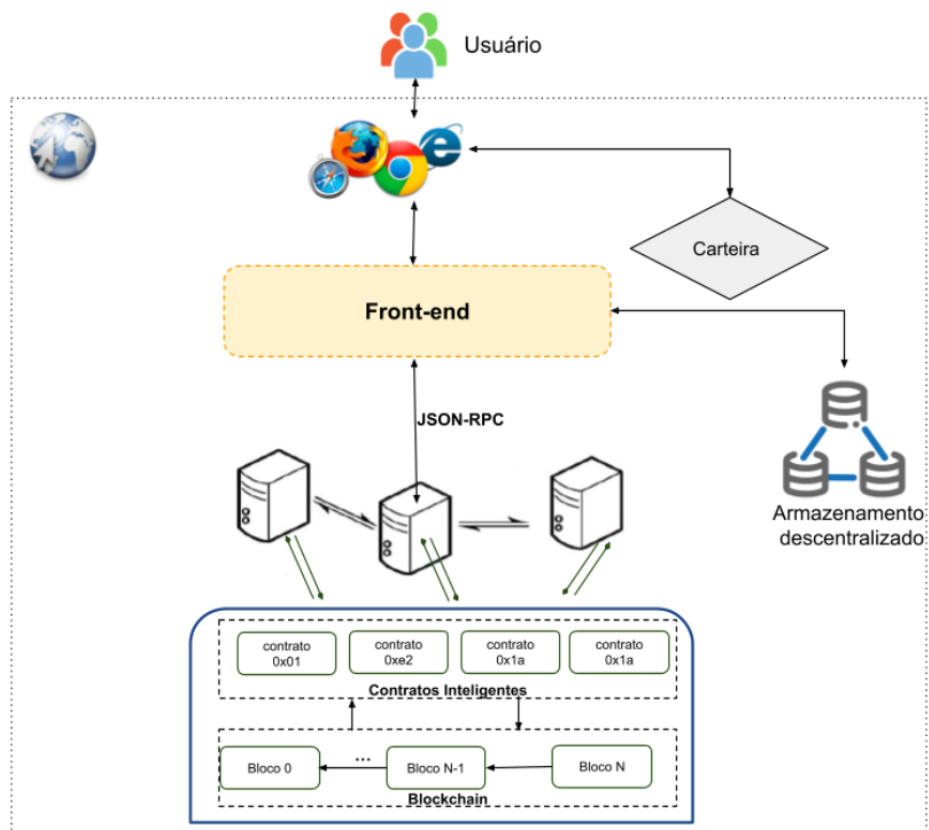 Usuário
Carteira
Front-end
JSON-RPC
Armazenamento
descentralizado
contrato
0x01
contrato
0xe2
contrato
0x1a
contrato
0x1a
Contratos Inteligentes
Bloco 0
...
Bloco N-1
Bloco N
Blockchain